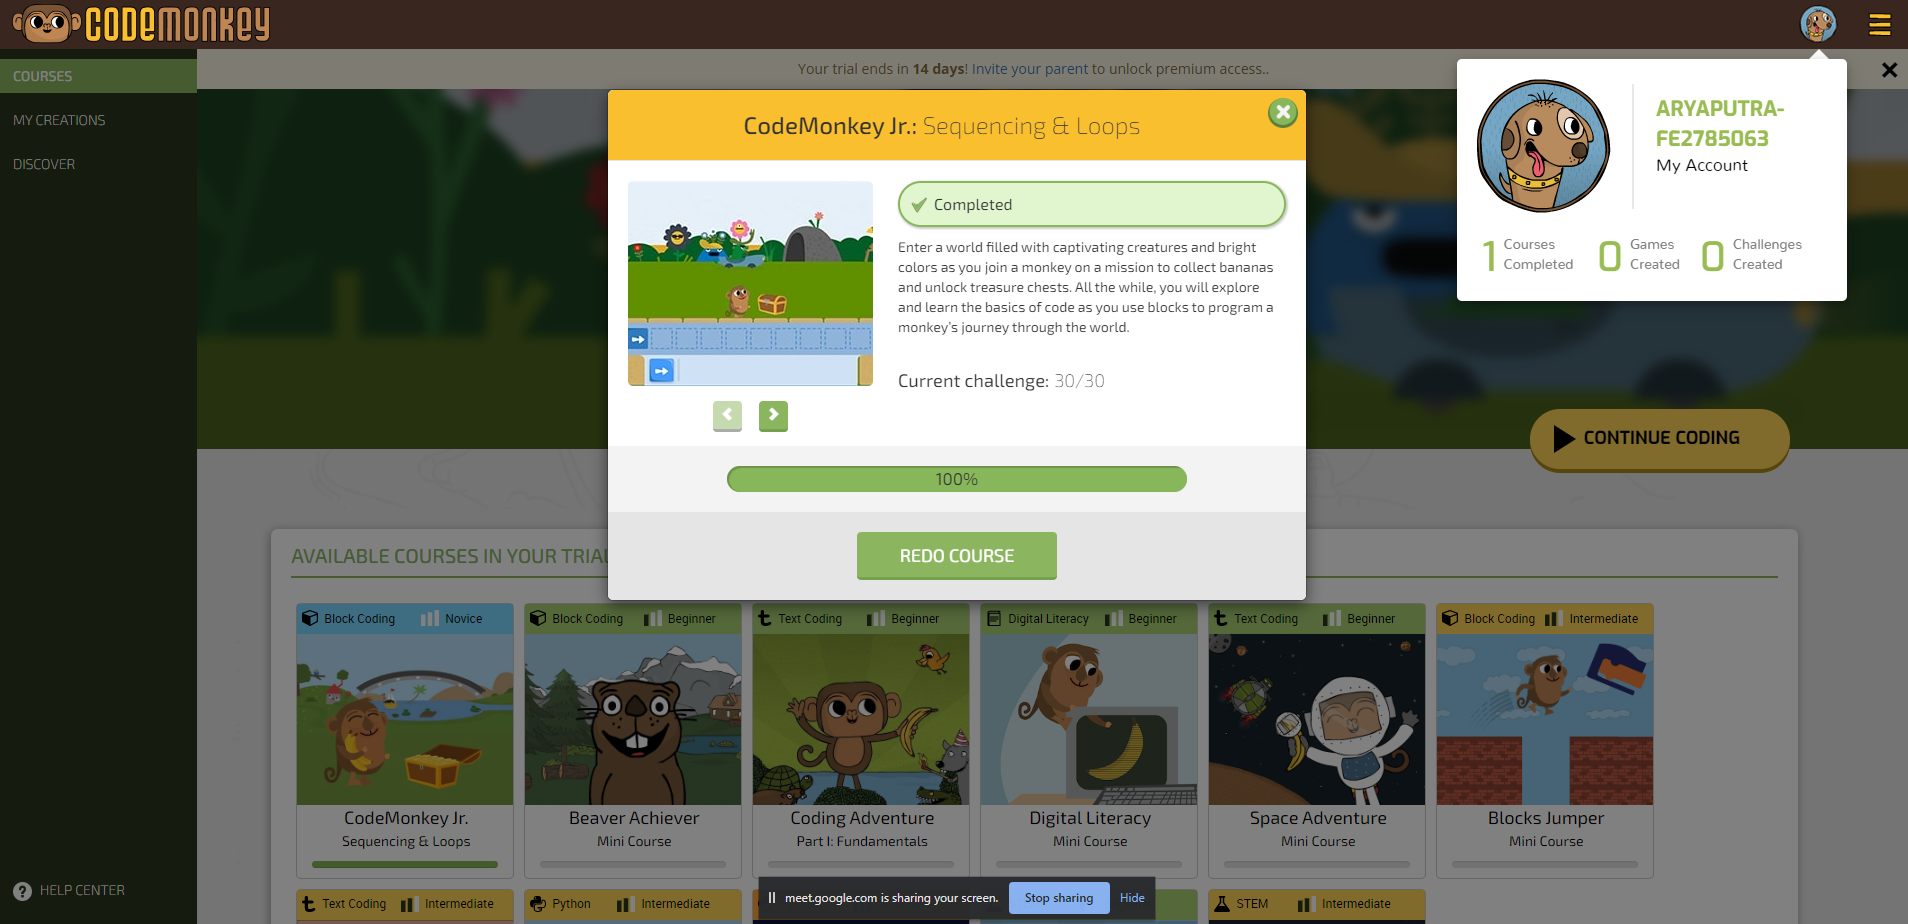 CODEMONKEY
COURSES
MY CREATIONS
DISCOVER
HELP CENTER
Your trial ends in 14 days! Invite your parent to unlock premium access..
ARYAPUTRA-
FE2785063
My Account
1 Courses
Completed
0 Games
Created
0 Challenges
Created
CodeMonkey Jr.: Sequencing & Loops
Completed
Enter a world filled with captivating creatures and bright
colors as you join a monkey on a mission to collect bananas
and unlock treasure chests. All the while, you will explore
and learn the basics of code as you use blocks to program a
monkey's journey through the world.
Current challenge: 30/30
100%
REDO COURSE
CONTINUE CODING
AVAILABLE COURSES IN YOUR TRIAL
Block Coding Novice
CodeMonkey Jr.
Sequencing & Loops
Block Coding Beginner
Beaver Achiever
Mini Course
Text Coding Beginner
Coding Adventure
Part I: Fundamentals
Digital Literacy Beginner
Digital Literacy
Mini Course
Text Coding Beginner
Space Adventure
Mini Course
Block Coding Intermediate
Blocks Jumper
Mini Course
Text Coding Intermediate
Python Intermediate
STEM Intermediate
meet.google.com is sharing your screen. Stop sharing Hide